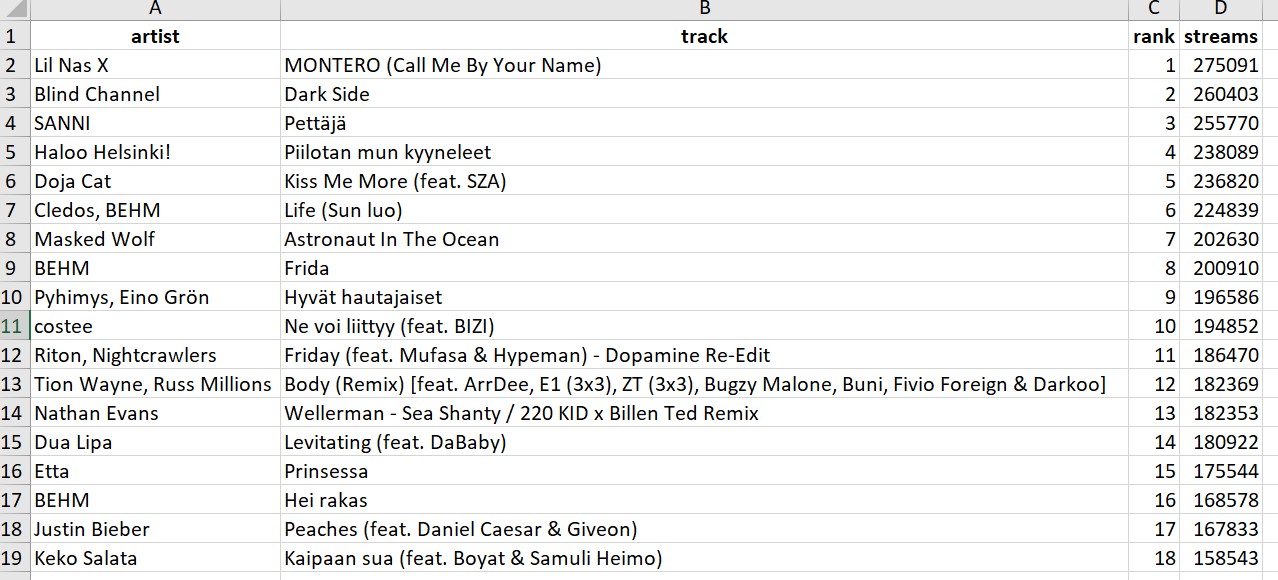 A B C D
1 artist track rank streams
2 Lil Nas X MONTERO (Call Me By Your Name) 1 275091
3 Blind Channel Dark Side 2 260403
4 SANNI Pettäjä 3 255770
5 Haloo Helsinki! Piilotan mun kyyneleet 4 238089
6 Doja Cat Kiss Me More (feat. SZA) 5 236820
7 Cledos, BEHM Life (Sun luo) 6 224839
8 Masked Wolf Astronaut In The Ocean 7 202630
9 BEHM Frida 8 200910
10 Pyhimys, Eino Grön Hyvät hautajaiset 9 196586
11 costee Ne voi liittyy (feat. BIZI) 10 194852
12 Riton, Nightcrawlers Friday (feat. Mufasa & Hypeman) - Dopamine Re-Edit 11 186470
13 Tion Wayne, Russ Millions Body (Remix) [feat. ArrDee, E1 (3x3), ZT (3x3), Bugzy Malone, Buni, Fivio Foreign & Darkoo] 12 182369
14 Nathan Evans Wellerman - Sea Shanty / 220 KID x Billen Ted Remix 13 182353
15 Dua Lipa Levitating (feat. DaBaby) 14 180922
16 Etta Prinsessa 15 175544
17 BEHM Hei rakas 16 168578
18 Justin Bieber Peaches (feat. Daniel Caesar & Giveon) 17 167833
19 Keko Salata Kaipaan sua (feat. Boyat & Samuli Heimo) 18 158543